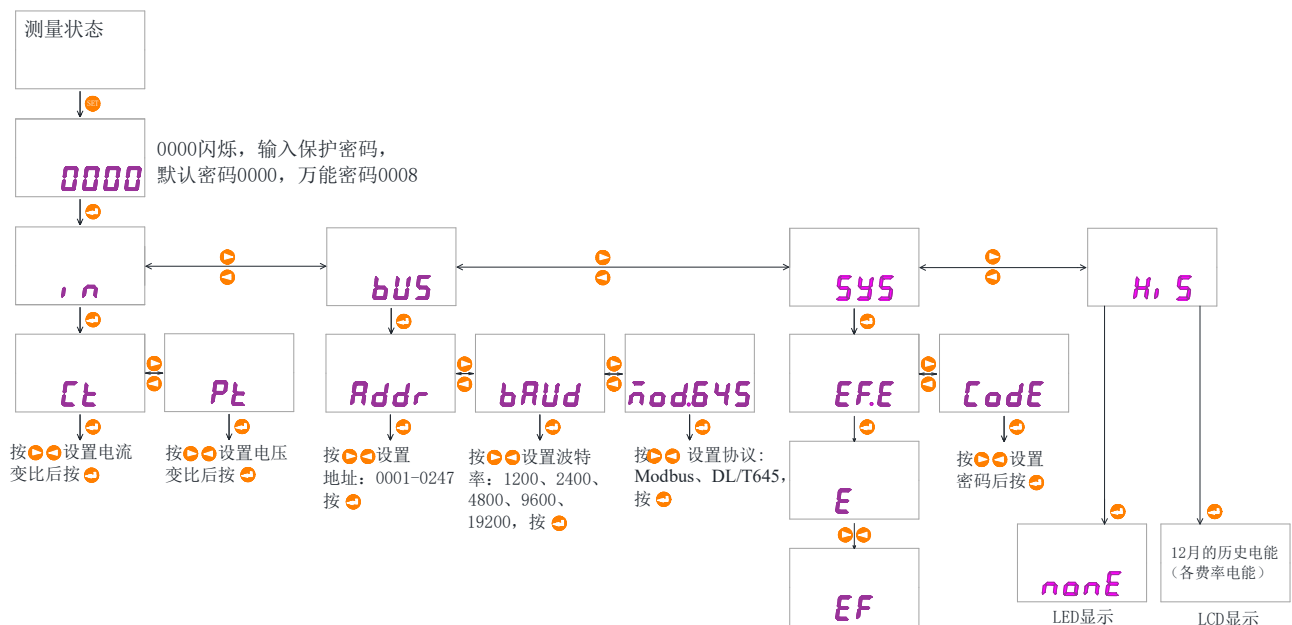 测量状态
SET
0000
0000闪烁，输入保护密码，
默认密码0000，万能密码0008
in
bUS
SYS
HiS
Ct
Pt
Addr
bAUd
mod.645
EF.E
CodE
按设置电流
变比后按
按设置电压
变比后按
按设置
地址：0001-0247
按
按设置波特
率：1200、2400、
4800、9600、
19200，按
按设置协议：
Modbus、DL/T645，
按
按设置
密码后按
E
EF
nonE
LED显示
12月的历史电能
（各费率电能）
LCD显示